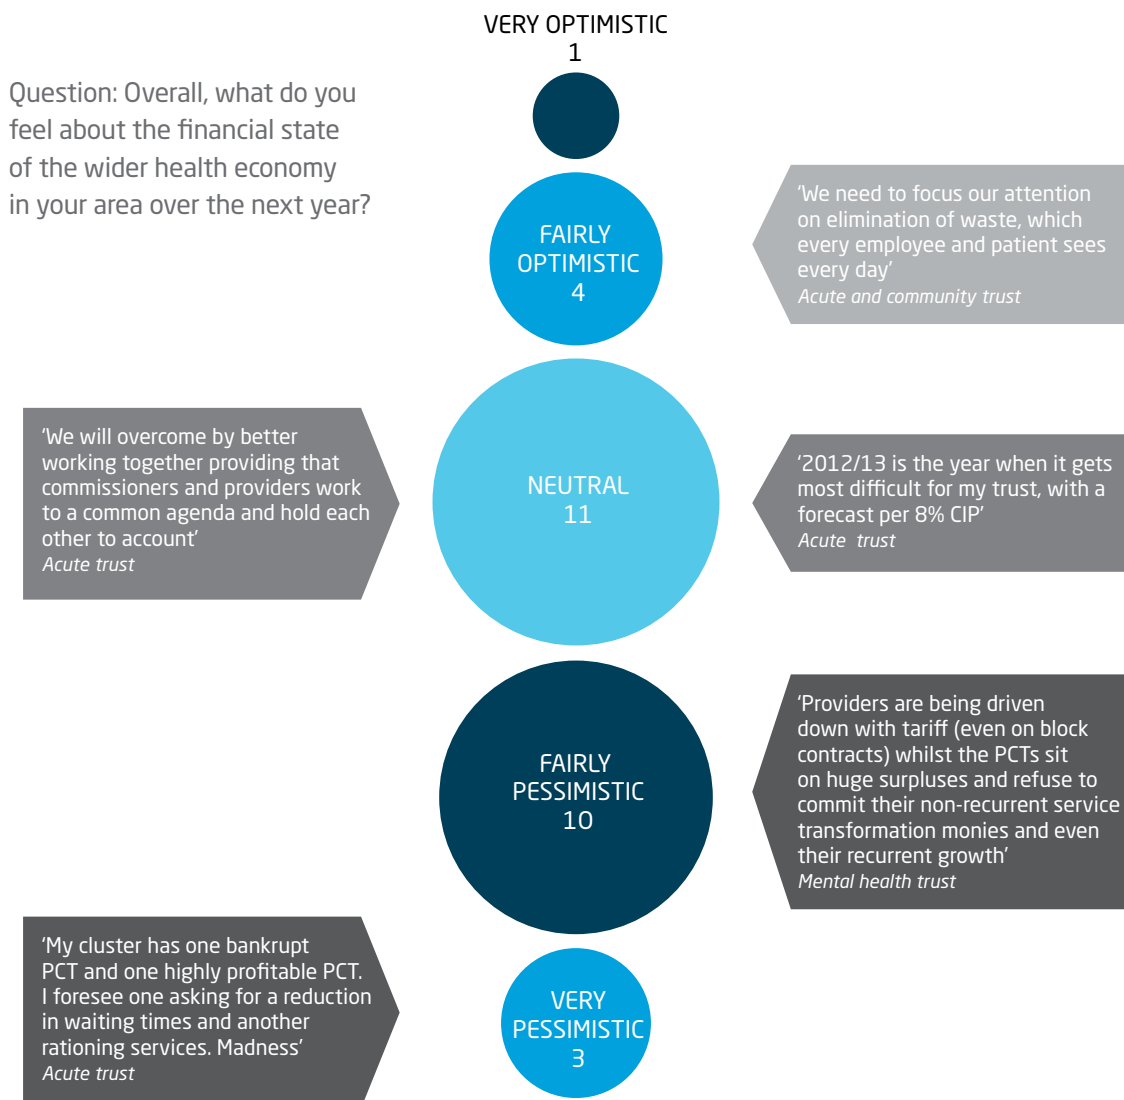 VERY OPTIMISTIC
1
Question: Overall, what do you
feel about the financial state
of the wider health economy
in your area over the next year?
FAIRLY
OPTIMISTIC
4
‘We need to focus our attention
on elimination of waste, which
every employee and patient sees
every day’
Acute and community trust
‘We will overcome by better
working together providing that
commissioners and providers work
to a common agenda and hold each
other to account’
Acute trust
NEUTRAL
11
‘2012/13 is the year when it gets
most difficult for my trust, with a
forecast per 8% CIP’
Acute trust
FAIRLY
PESSIMISTIC
10
‘Providers are being driven
down with tariff (even on block
contracts) whilst the PCTs sit
on huge surpluses and refuse to
commit their non-recurrent service
transformation monies and even
their recurrent growth’
Mental health trust
‘My cluster has one bankrupt
PCT and one highly profitable PCT.
I foresee one asking for a reduction
in waiting times and another
rationing services. Madness’
Acute trust
VERY
PESSIMISTIC
3